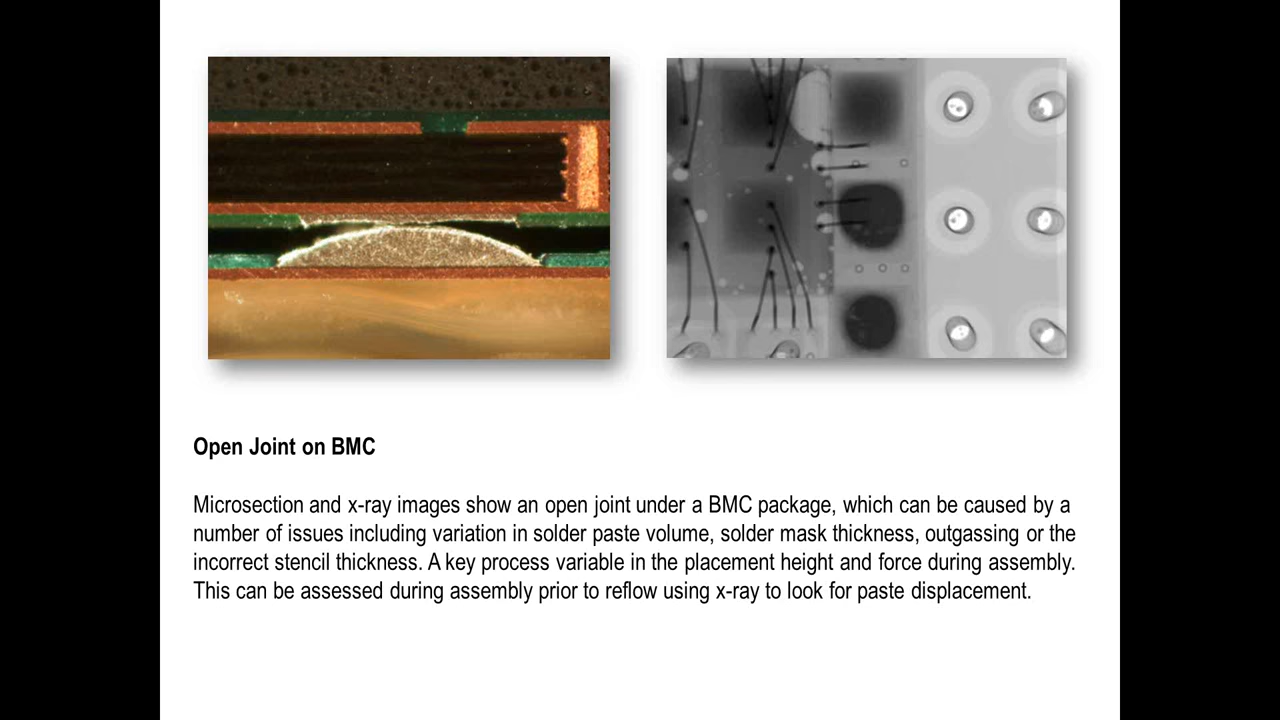 Open Joint on BMC
Microsection and x-ray images show an open joint under a BMC package, which can be caused by a
number of issues including variation in solder paste volume, solder mask thickness, outgassing or the
incorrect stencil thickness. A key process variable in the placement height and force during assembly.
This can be assessed during assembly prior to reflow using x-ray to look for paste displacement.